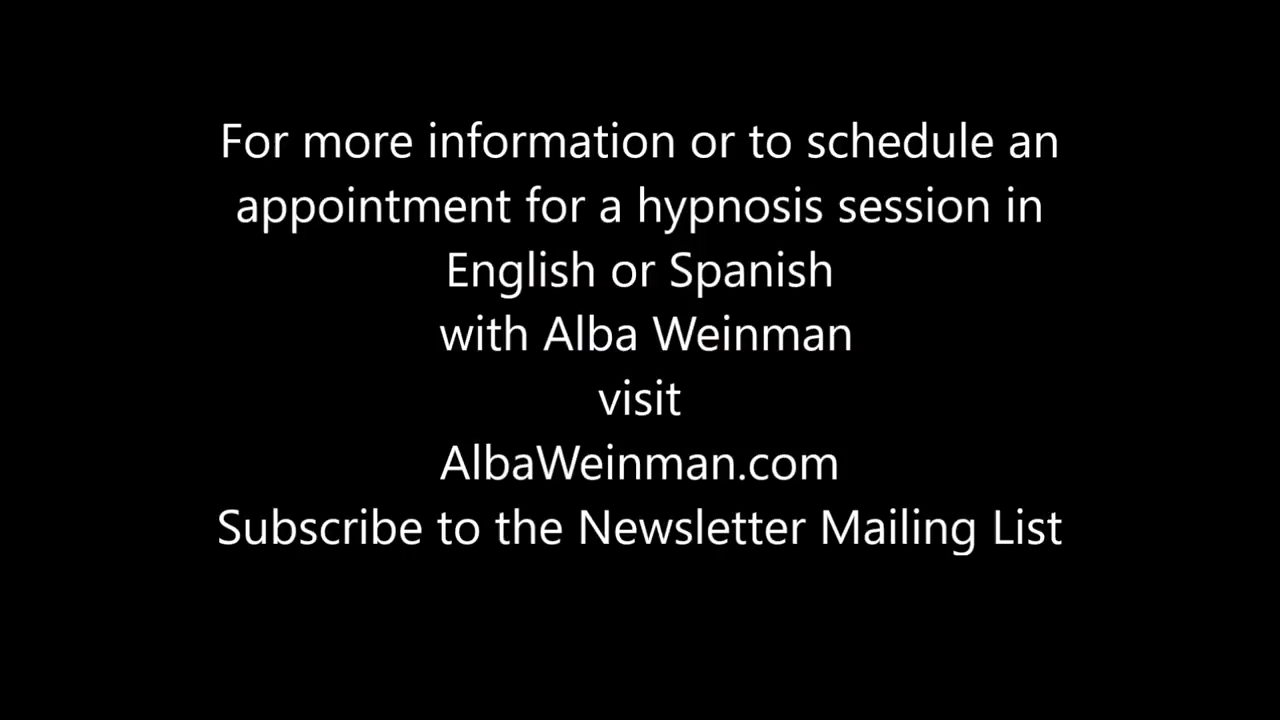 For more information or to schedule an
appointment for a hypnosis session in
English or Spanish
with Alba Weinman
visit
AlbaWeinman.com
Subscribe to the Newsletter Mailing List